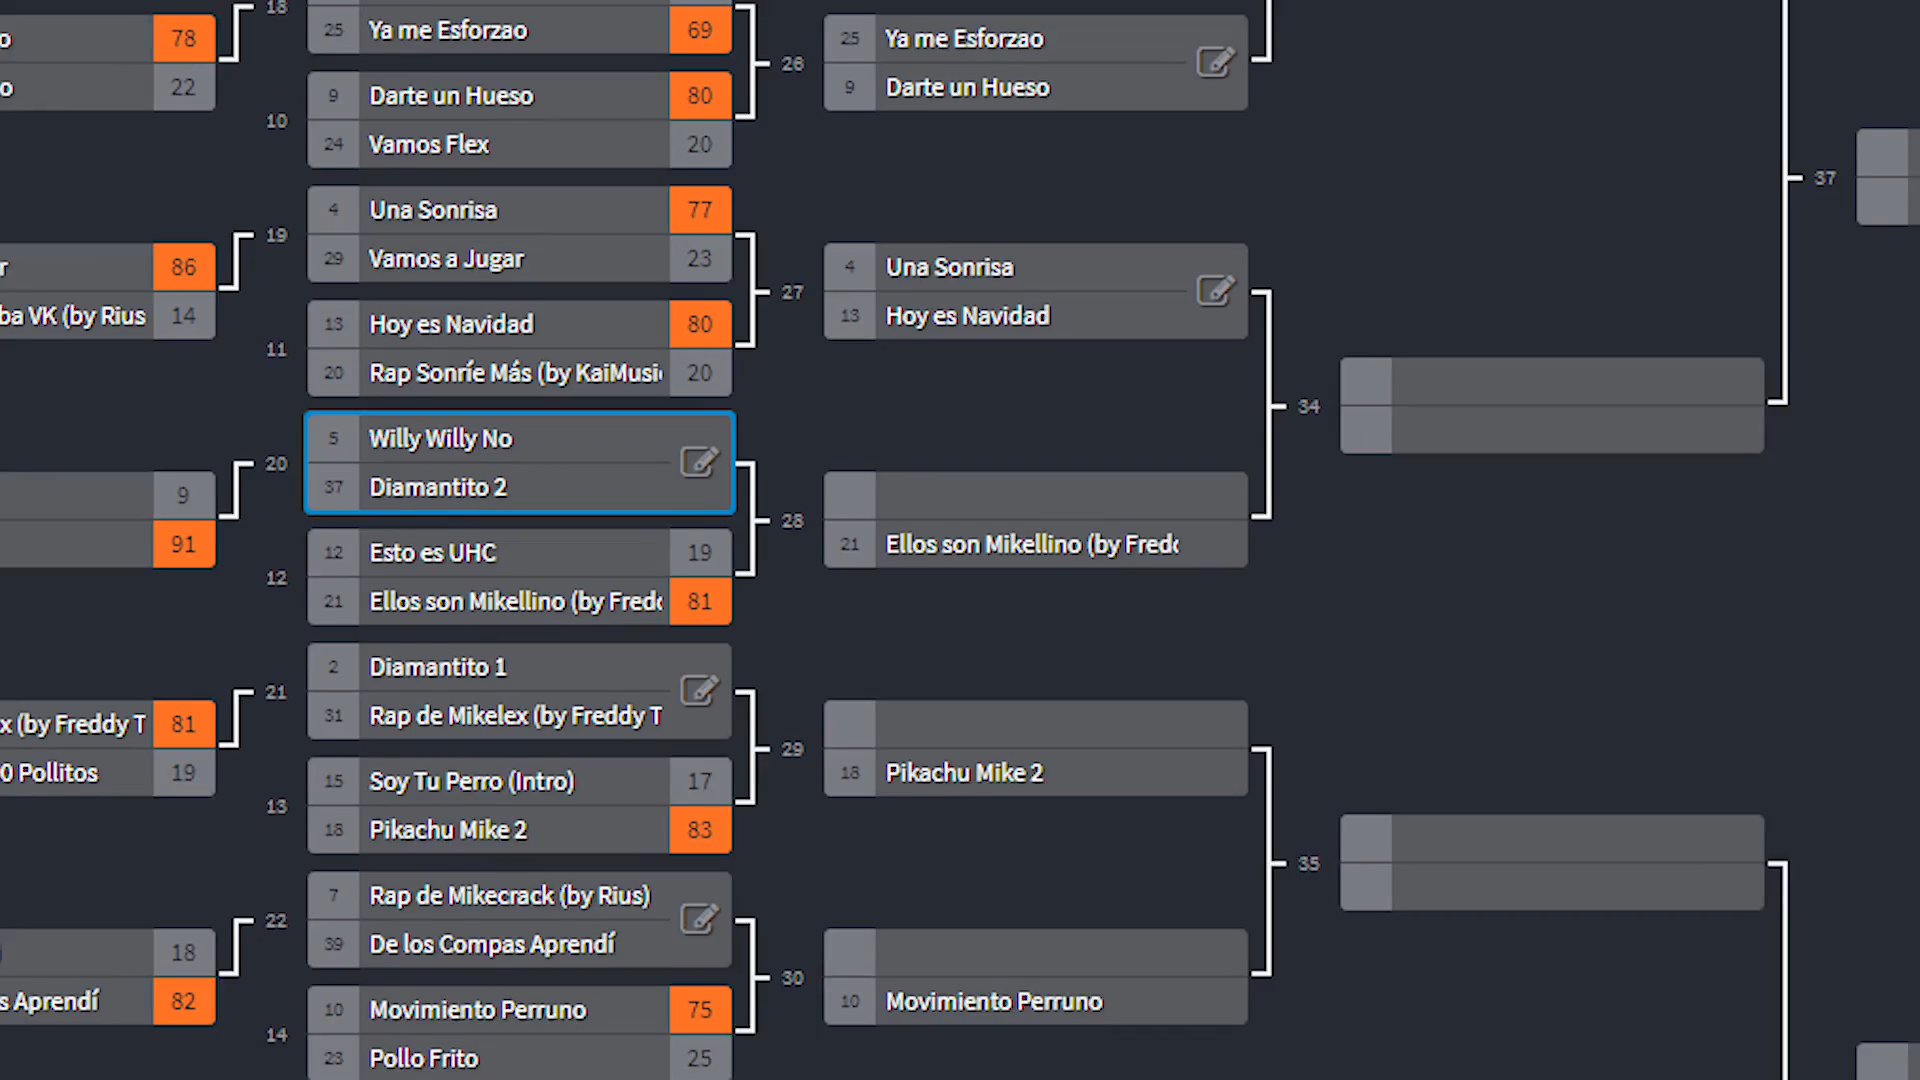 o 78
o 22
18
r 86
ba VK (by Rius 14
9
91
x (by Freddy T 81
0 Pollitos 19
18
s Aprendí 82
25 Ya me Esforzao 69
10
9 Darte un Hueso 80
24 Vamos Flex 20
19
4 Una Sonrisa 77
29 Vamos a Jugar 23
11
13 Hoy es Navidad 80
20 Rap Sonríe Más (by KaiMusi 20
20
5 Willy Willy No
37 Diamantito 2
12
12 Esto es UHC 19
21 Ellos son Mikellino (by Fredd 81
21
2 Diamantito 1
31 Rap de Mikelex (by Freddy T
13
15 Soy Tu Perro (Intro) 17
18 Pikachu Mike 2 83
22
7 Rap de Mikecrack (by Rius)
39 De los Compas Aprendí
14
10 Movimiento Perruno 75
23 Pollo Frito 25
26
25 Ya me Esforzao
9 Darte un Hueso
27
4 Una Sonrisa
13 Hoy es Navidad
28
21 Ellos son Mikellino (by Fredd
29
18 Pikachu Mike 2
30
10 Movimiento Perruno
34
35
37